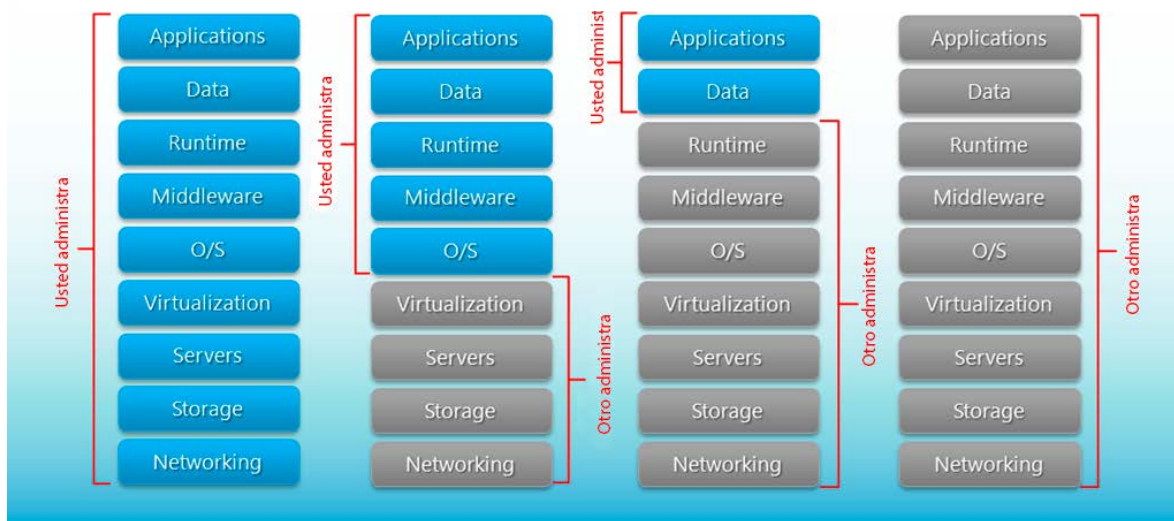 Usted administra
Applications
Data
Runtime
Middleware
O/S
Virtualization
Servers
Storage
Networking
Usted administra
Applications
Data
Runtime
Middleware
O/S
Virtualization
Servers
Storage
Networking
Otro administra
Usted administra
Applications
Data
Runtime
Middleware
O/S
Virtualization
Servers
Storage
Networking
Otro administra
Applications
Data
Runtime
Middleware
O/S
Virtualization
Servers
Storage
Networking
Otro administra